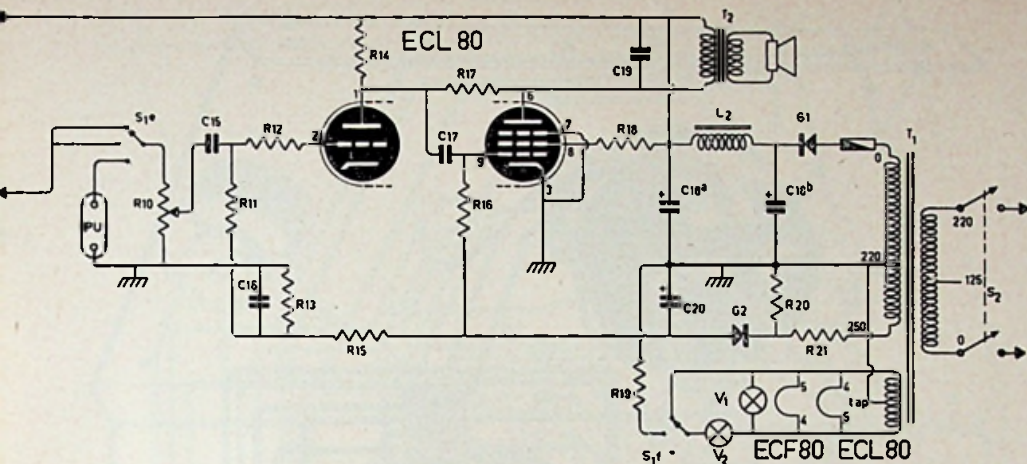 T2
ECL 80
R14
C19
R17
1
6
S1e
C15
R12
2
C17
9
7
8
3
R18
L2
G1
0
T1
R10
R11
R16
C18a
C18b
220
IPU
220
125
S2
C16
R13
C20
G2
R20
250
0
R15
R21
R19
V1
5
4
4
5
tap
S1f
V2
ECF80 ECL80